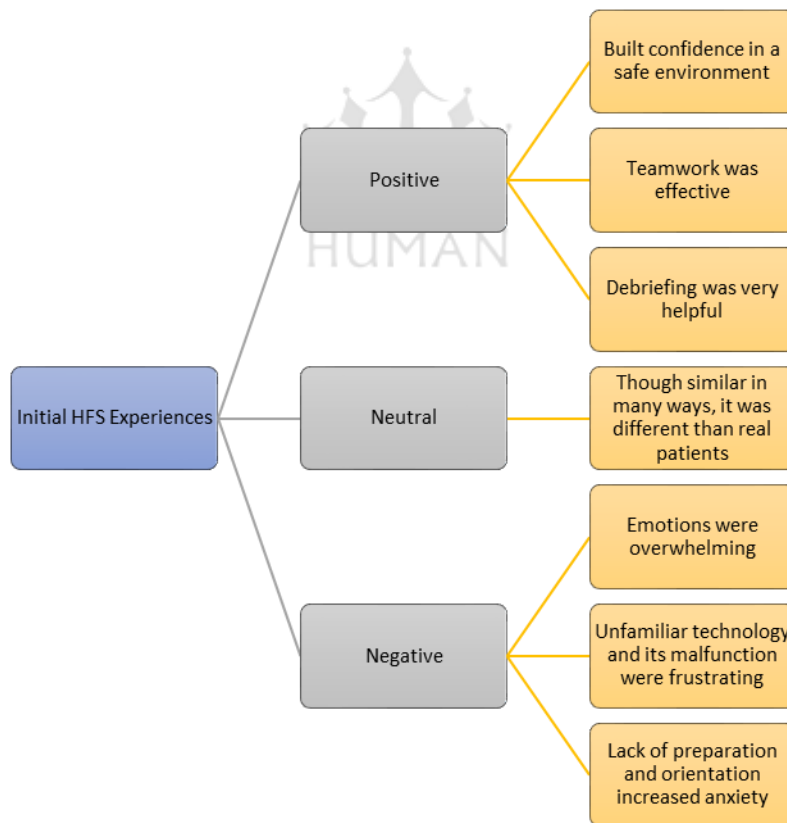 Built confidence in a
safe environment
Positive
Teamwork was
effective
HUMAN
Debriefing was very
helpful
Initial HFS Experiences
Neutral
Though similar in
many ways, it was
different than real
patients
Emotions were
overwhelming
Negative
Unfamiliar technology
and its malfunction
were frustrating
Lack of preparation
and orientation
increased anxiety